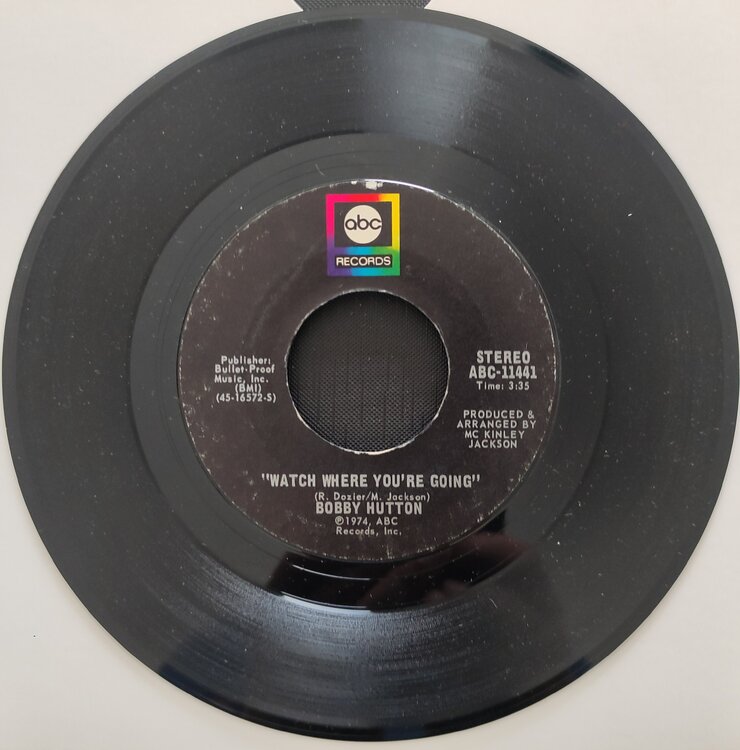 abc
RECORDS
Publisher:
Bullet-Proof
Music, Inc.
(BMI)
(45-16572-S)
STEREO
ABC-11441
Time: 3:35
PRODUCED &
ARRANGED BY
MC KINLEY
JACKSON
"WATCH WHERE YOU'RE GOING"
(R. Dozier/M. Jackson)
BOBBY HUTTON
℗1974, ABC
Records, Inc.